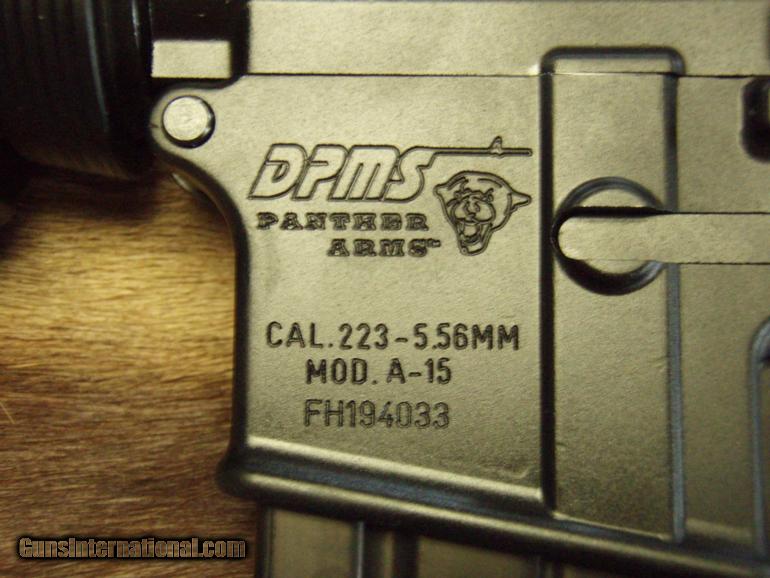 DPMS
PANTHER
ARMS™
CAL.223-5.56MM
MOD. A-15
FH194033
GunsInternational.com